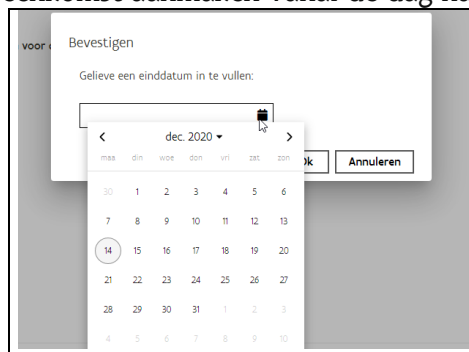 voor
Bevestigen
Gelieve een einddatum in te vullen:
dec. 2020
maa din woe don vri zat zon
30 1 2 3 4 5 6
7 8 9 10 11 12 13
14 15 16 17 18 19 20
21 22 23 24 25 26 27
28 29 30 31 1 2 3
4 5 6 7 8 9 10
Ok Annuleren